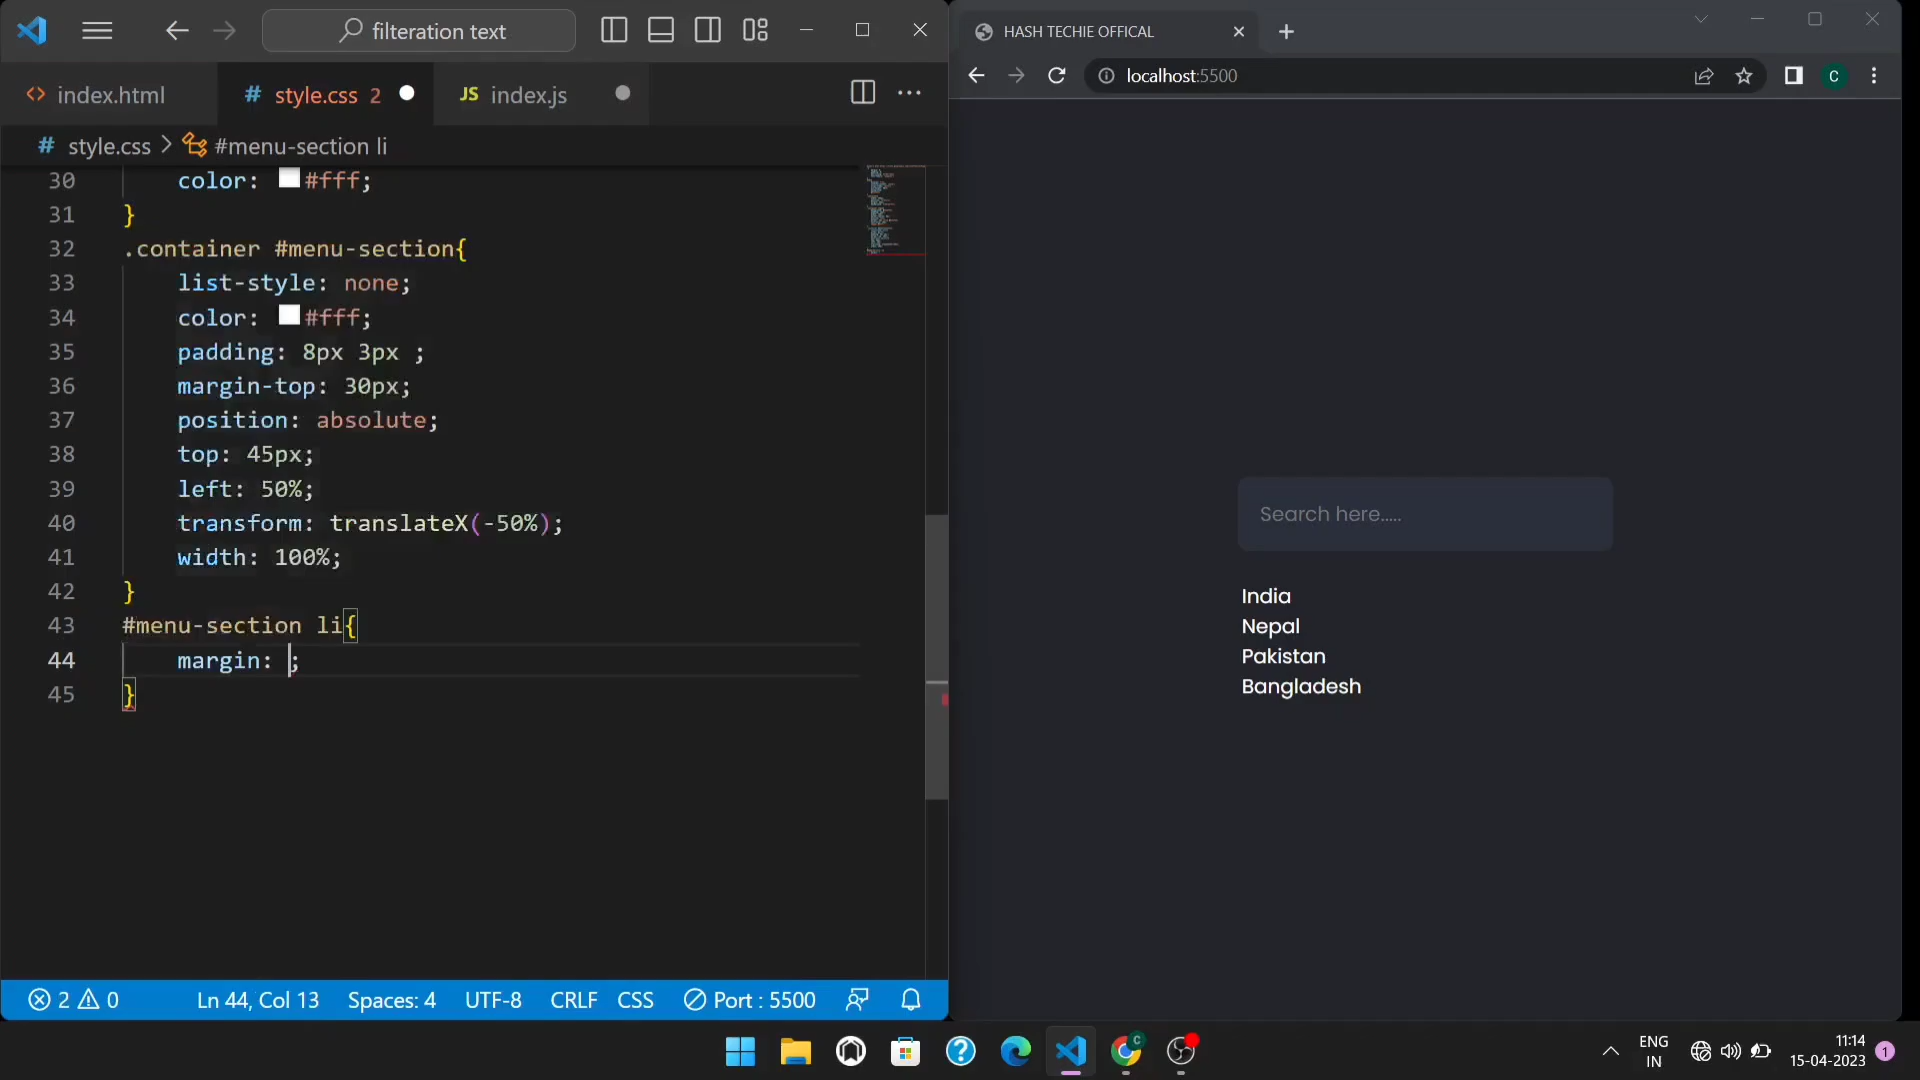 filteration text
index.html
# style.css 2
JS index.js
# style.css > #menu-section li
30 color: #fff;
31 }
32 .container #menu-section{
33 list-style: none;
34 color: #fff;
35 padding: 8px 3px ;
36 margin-top: 30px;
37 position: absolute;
38 top: 45px;
39 left: 50%;
40 transform: translateX(-50%);
41 width: 100%;
42 }
43 #menu-section li{
44 margin: ;
45 }
2 0 Ln 44, Col 13 Spaces: 4 UTF-8 CRLF CSS Port : 5500
HASH TECHIE OFFICAL
localhost:5500
C
Search here.....
India
Nepal
Pakistan
Bangladesh
C
ENG
IN
11:14
15-04-2023
1